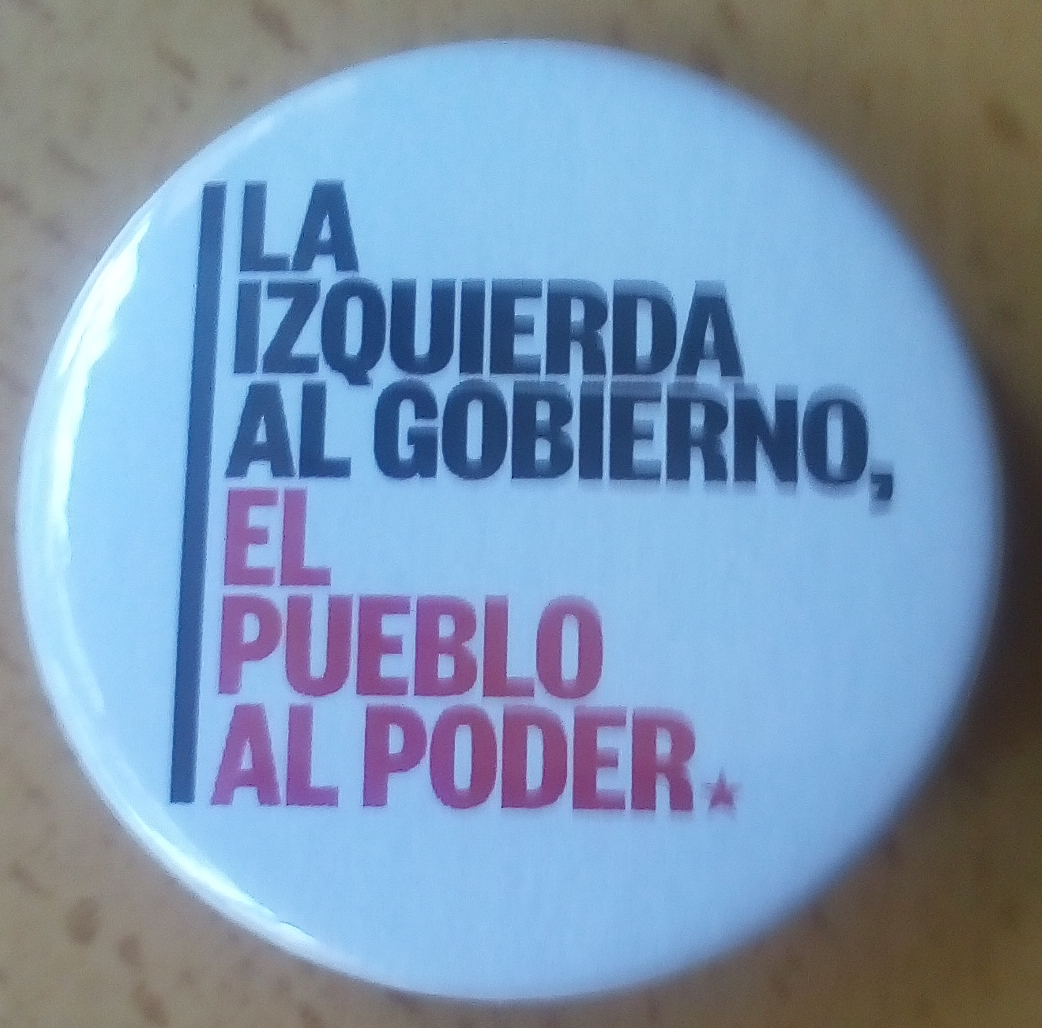 LA
IZQUIERDA
AL GOBIERNO,
EL
PUEBLO
AL PODER.